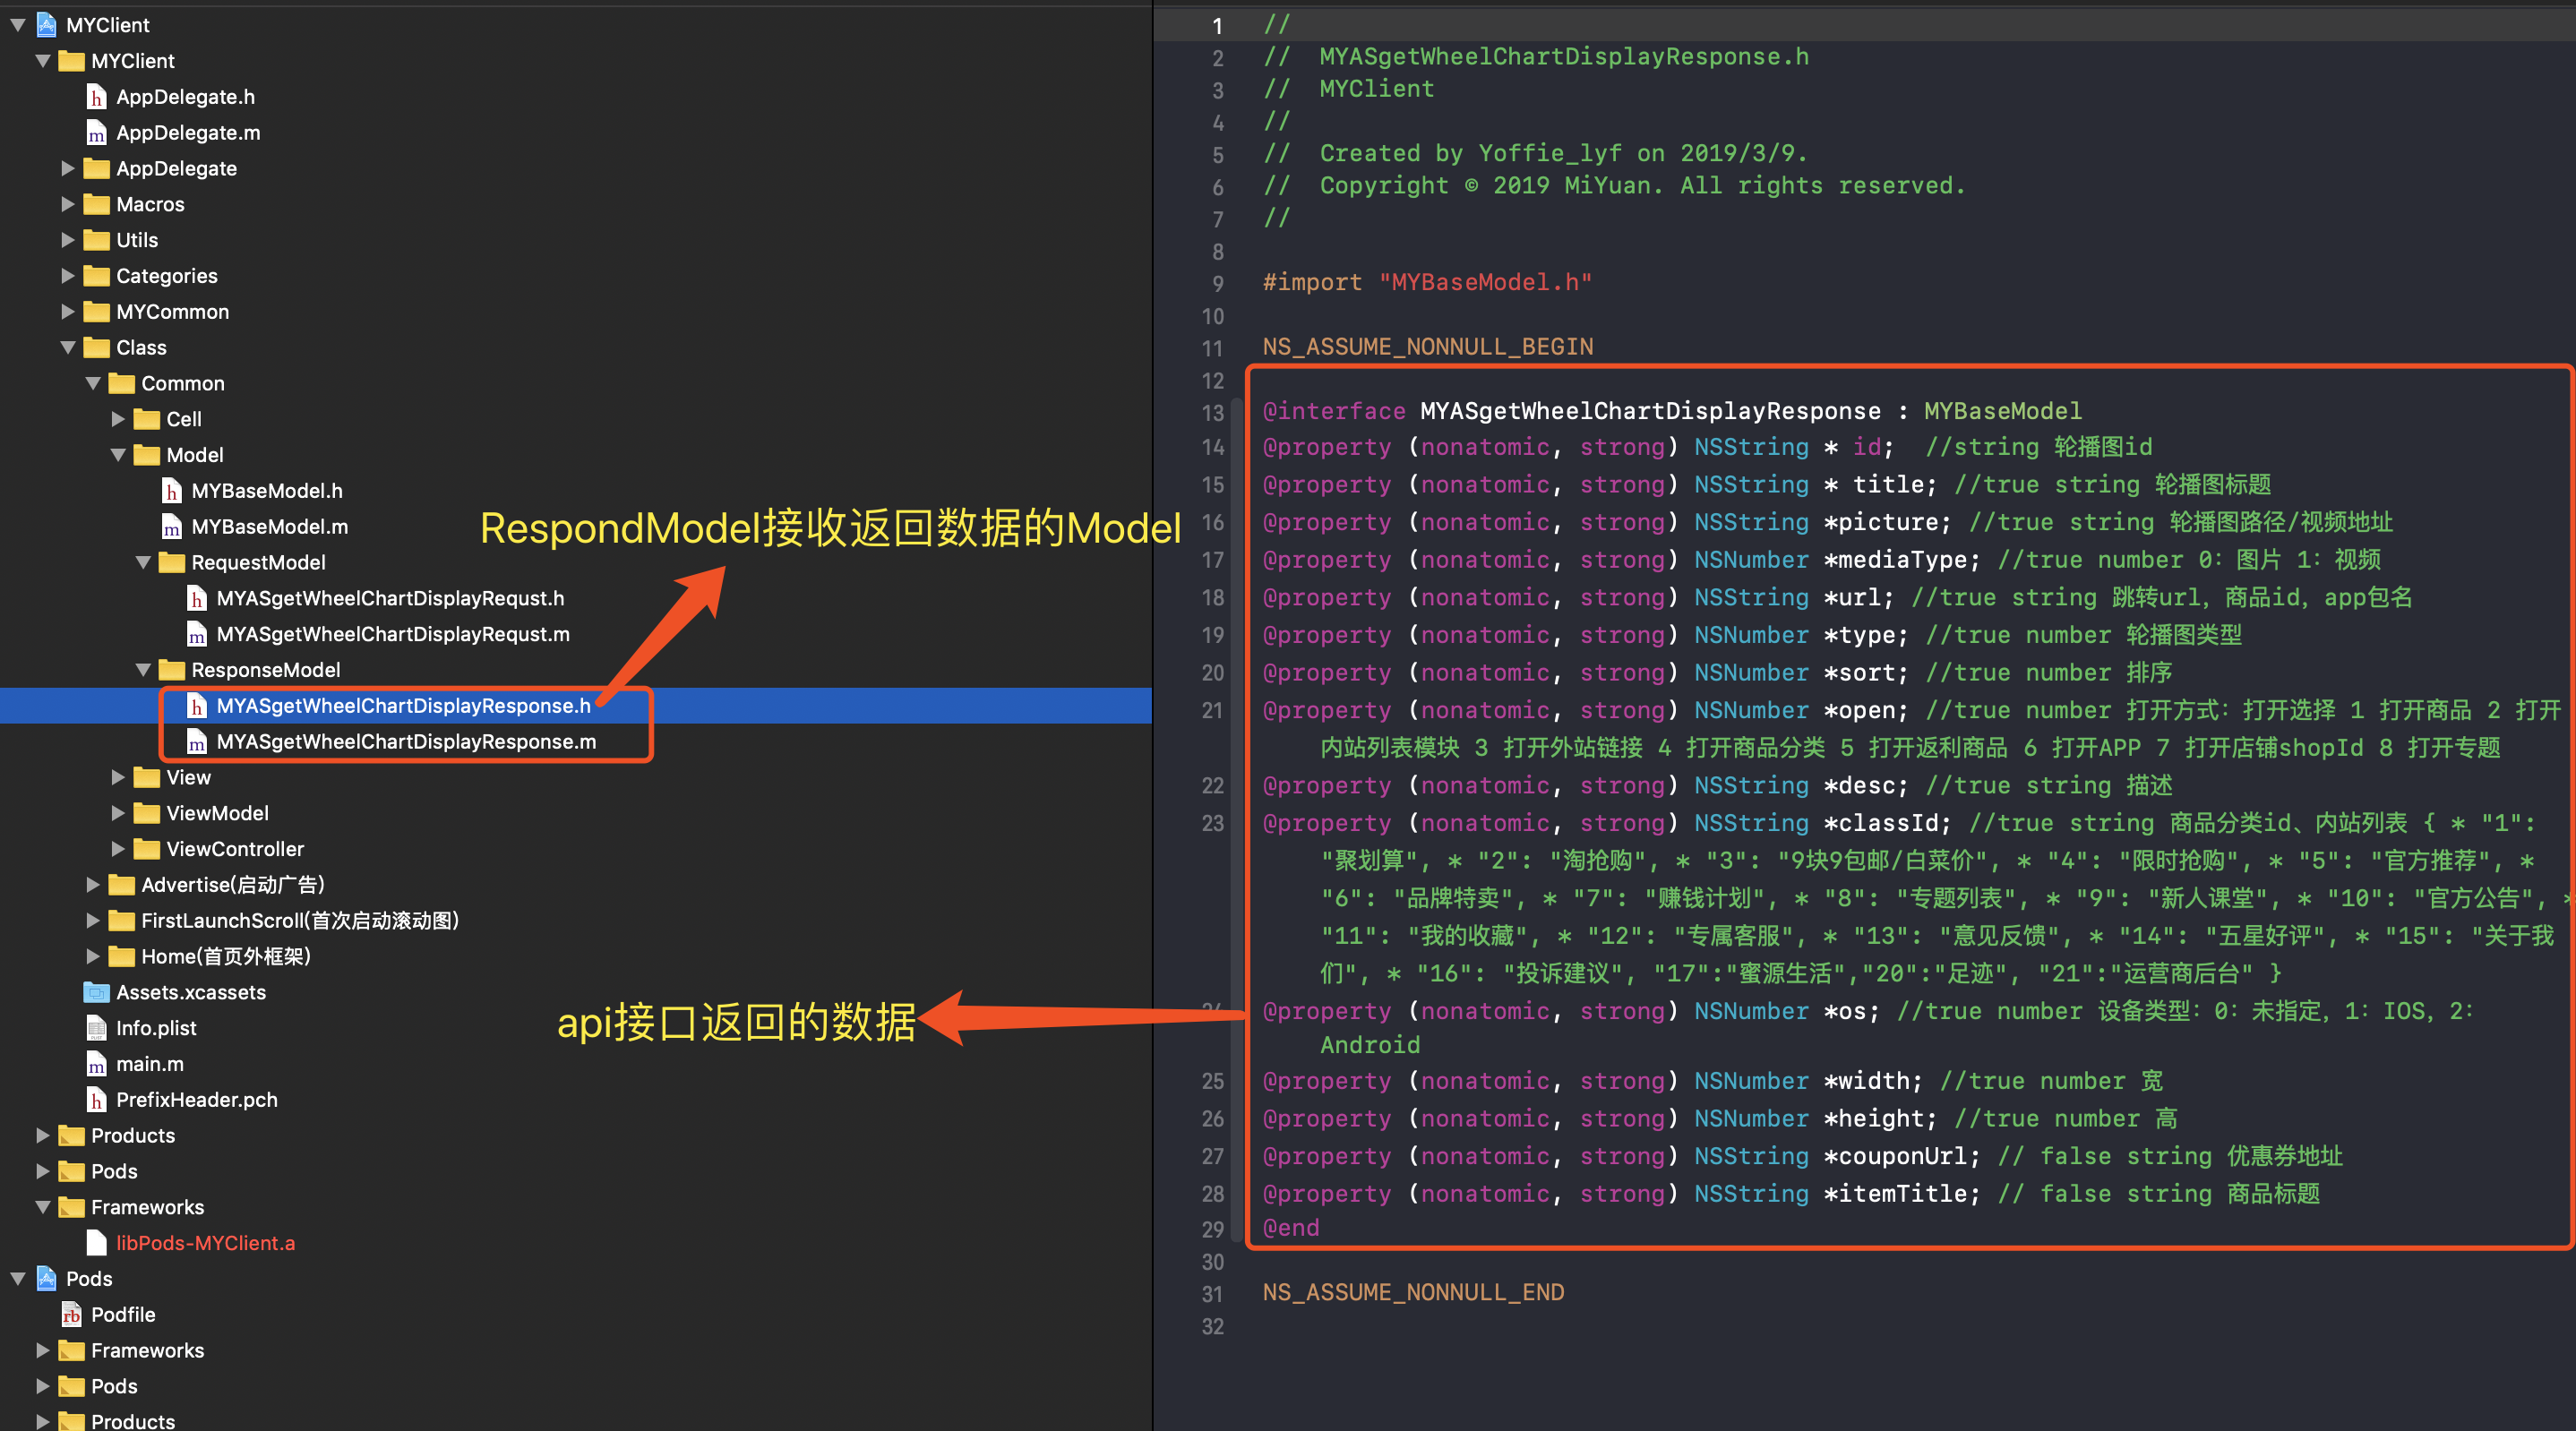 MYClient
MYClient
AppDelegate.h
AppDelegate.m
AppDelegate
Macros
Utils
Categories
MYCommon
Class
Common
Cell
Model
MYBaseModel.h
MYBaseModel.m
RequestModel
MYASgetWheelChartDisplayRequst.h
MYASgetWheelChartDisplayRequst.m
ResponseModel
MYASgetWheelChartDisplayResponse.h
MYASgetWheelChartDisplayResponse.m
View
ViewModel
ViewController
Advertise(启动广告)
FirstLaunchScroll(首次启动滚动图)
Home(首页外框架)
Assets.xcassets
Info.plist
main.m
PrefixHeader.pch
Products
Pods
Frameworks
libPods-MYClient.a
Pods
Podfile
Frameworks
Pods
Products
RespondModel接收返回数据的Model
api接口返回的数据
1 //
2 // MYASgetWheelChartDisplayResponse.h
3 // MYClient
4 //
5 // Created by Yoffie_lyf on 2019/3/9.
6 // Copyright © 2019 MiYuan. All rights reserved.
7 //
8
9 #import "MYBaseModel.h"
10
11 NS_ASSUME_NONNULL_BEGIN
12
13 @interface MYASgetWheelChartDisplayResponse : MYBaseModel
14 @property (nonatomic, strong) NSString * id;  //string 轮播图id
15 @property (nonatomic, strong) NSString * title; //true string 轮播图标题
16 @property (nonatomic, strong) NSString *picture; //true string 轮播图路径/视频地址
17 @property (nonatomic, strong) NSNumber *mediaType; //true number 0: 图片 1: 视频
18 @property (nonatomic, strong) NSString *url; //true string 跳转url, 商品id, app包名
19 @property (nonatomic, strong) NSNumber *type; //true number 轮播图类型
20 @property (nonatomic, strong) NSNumber *sort; //true number 排序
21 @property (nonatomic, strong) NSNumber *open; //true number 打开方式: 打开选择 1 打开商品 2 打开
内站列表模块 3 打开外站链接 4 打开商品分类 5 打开返利商品 6 打开APP 7 打开店铺shopId 8 打开专题
22 @property (nonatomic, strong) NSString *desc; //true string 描述
23 @property (nonatomic, strong) NSString *classId; //true string 商品分类id、内站列表 { * "1":
"聚划算", * "2": "淘抢购", * "3": "9块9包邮/白菜价", * "4": "限时抢购", * "5": "官方推荐", *
"6": "品牌特卖", * "7": "赚钱计划", * "8": "专题列表", * "9": "新人课堂", * "10": "官方公告", *
"11": "我的收藏", * "12": "专属客服", * "13": "意见反馈", * "14": "五星好评", * "15": "关于我
们", * "16": "投诉建议", "17":"蜜源生活","20":"足迹", "21":"运营商后台" }
24 @property (nonatomic, strong) NSNumber *os; //true number 设备类型: 0: 未指定, 1: IOS, 2:
Android
25 @property (nonatomic, strong) NSNumber *width; //true number 宽
26 @property (nonatomic, strong) NSNumber *height; //true number 高
27 @property (nonatomic, strong) NSString *couponUrl; // false string 优惠券地址
28 @property (nonatomic, strong) NSString *itemTitle; // false string 商品标题
29 @end
30
31 NS_ASSUME_NONNULL_END
32